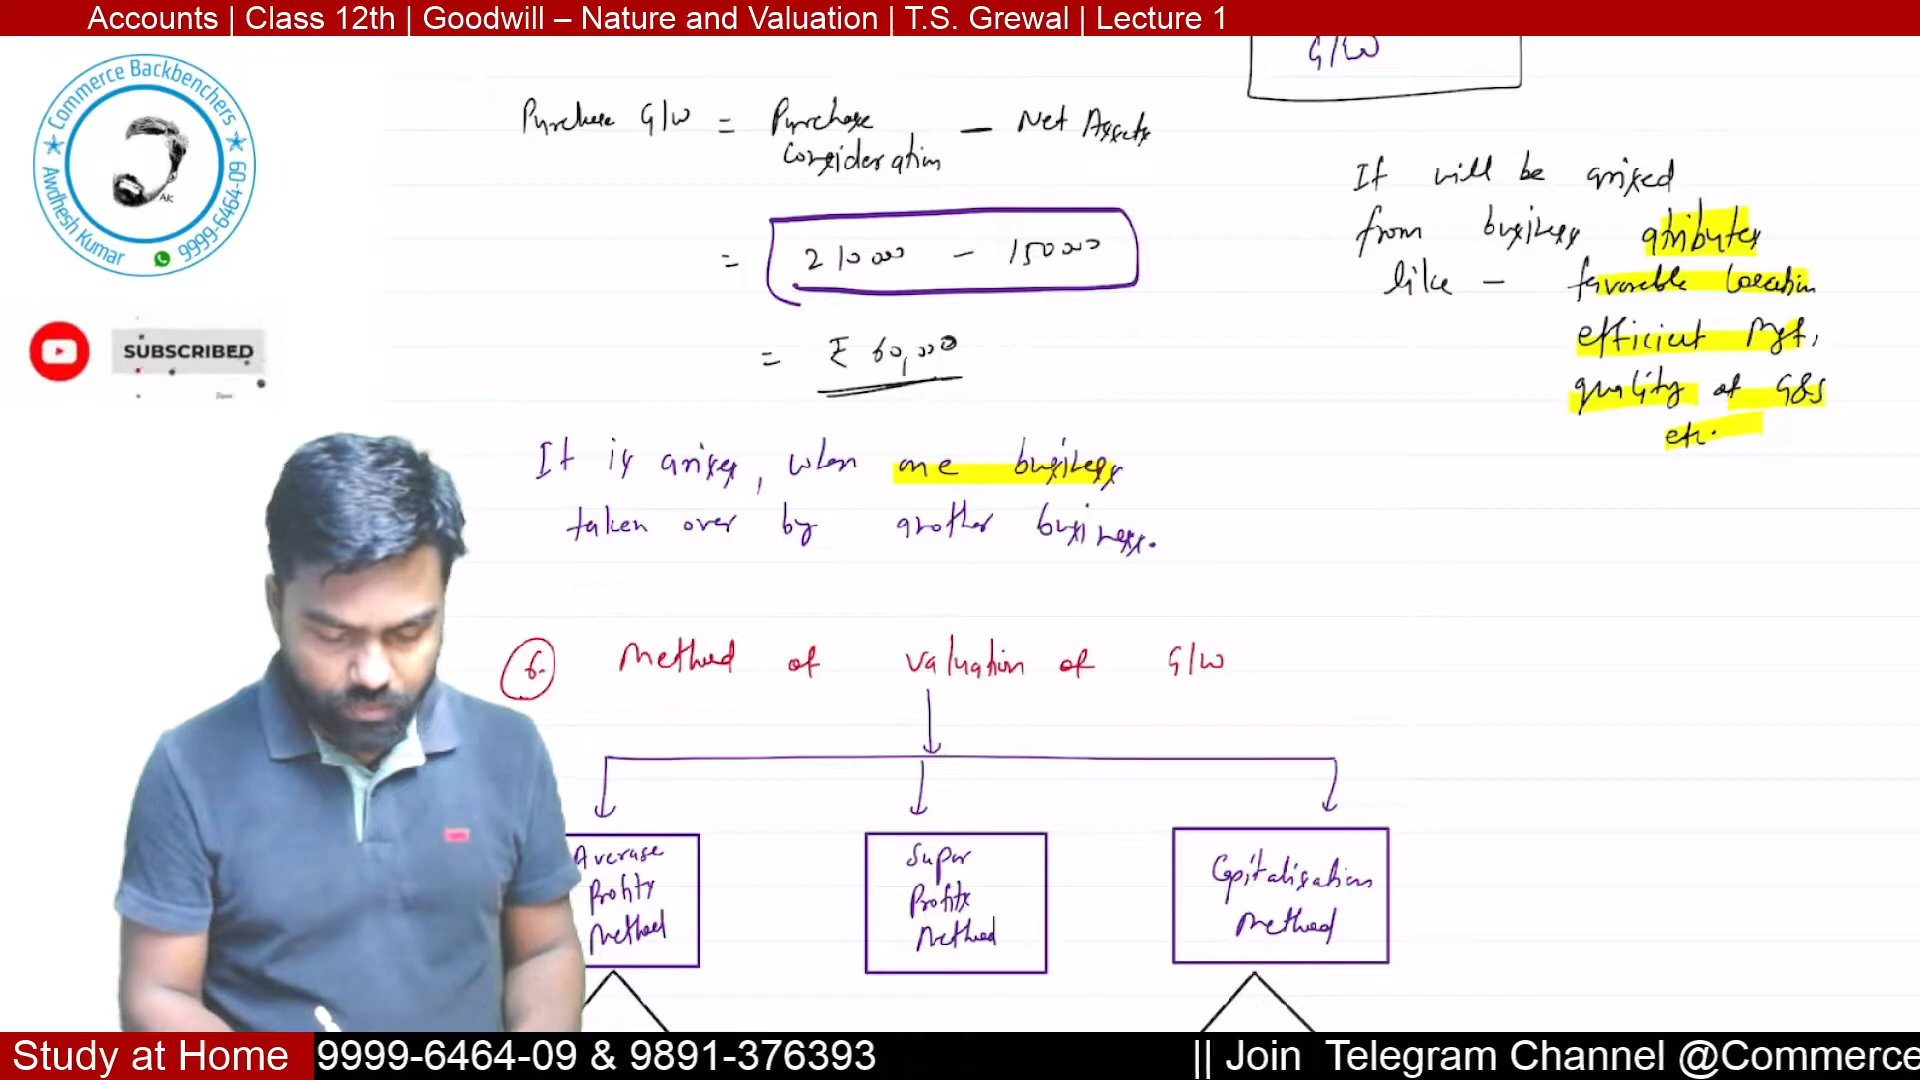 Accounts | Class 12th | Goodwill – Nature and Valuation | T.S. Grewal | Lecture 1
Commerce Backbenchers
Awdhesh Kumar
9999-6464-09
AK
SUBSCRIBED
G/W
Purchase G/W = Purchase Consideration - Net Assets
= 210000 - 150000
= ₹ 60,000
It is arises, when one business
taken over by another business.
It will be arised
from business atributes
like - favorable location
efficient Mgt,
quality of G&S
etc.
6. Method of valuation of G/W
Average
Profits
Method
Super
Profits
Method
Capitalisation
Method
Study at Home 9999-6464-09 & 9891-376393 || Join Telegram Channel @Commerce